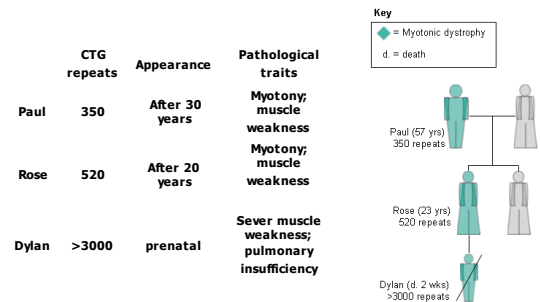 Key
= Myotonic dystrophy
d. = death
CTG
repeats
Appearance
Pathological
traits
Paul
350
After 30
years
Myotony;
muscle
weakness
Rose
520
After 20
years
Myotony;
muscle
weakness
Dylan
>3000
prenatal
Sever muscle
weakness;
pulmonary
insufficiency
Paul (57 yrs)
350 repeats
Rose (23 yrs)
520 repeats
Dylan (d. 2 wks)
>3000 repeats